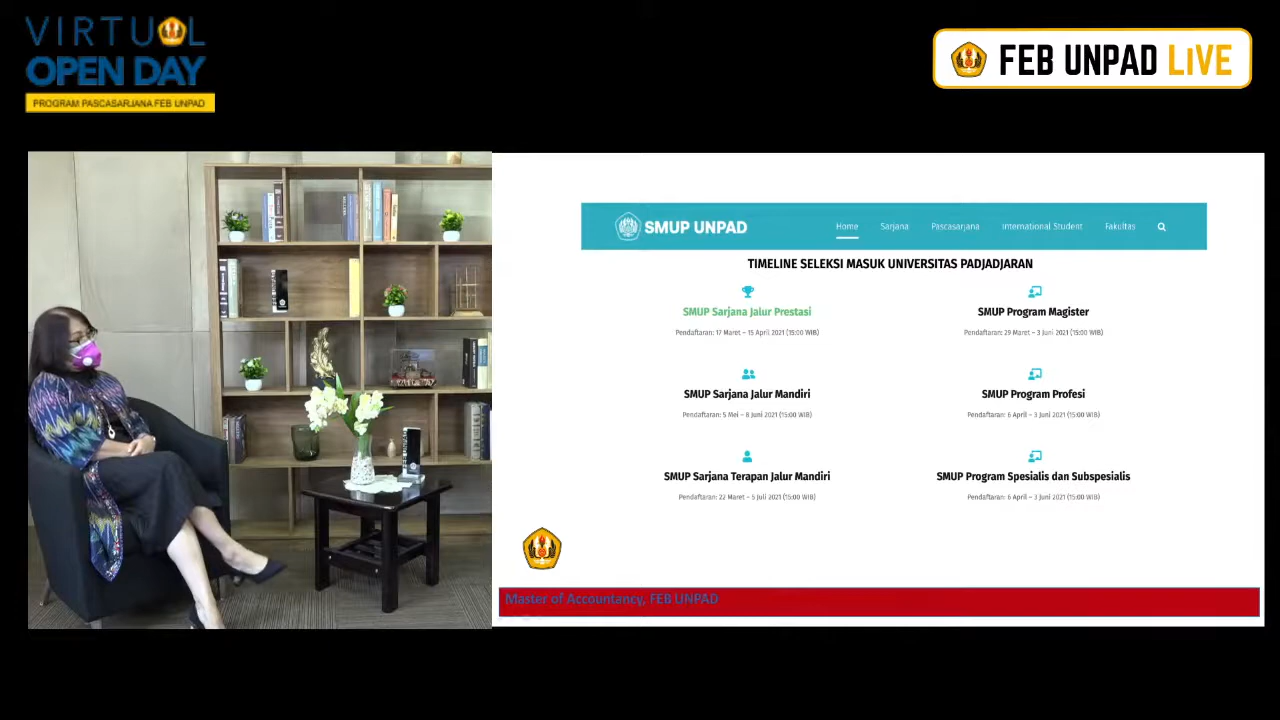 VIRTUAL
OPEN DAY
PROGRAM PASCASARJANA FEB UNPAD
FEB UNPAD LIVE
SMUP UNPAD
Home
Sarjana
Pascasarjana
International Student
Fakultas
TIMELINE SELEKSI MASUK UNIVERSITAS PADJADJARAN
SMUP Sarjana Jalur Prestasi
Pendaftaran: 17 Maret – 15 April 2021 (15:00 WIB)
SMUP Program Magister
Pendaftaran: 29 Maret – 3 Juni 2021 (15:00 WIB)
SMUP Sarjana Jalur Mandiri
Pendaftaran: 5 Mei – 8 Juni 2021 (15:00 WIB)
SMUP Program Profesi
Pendaftaran: 6 April – 3 Juni 2021 (15:00 WIB)
SMUP Sarjana Terapan Jalur Mandiri
Pendaftaran: 22 Maret – 5 Juli 2021 (15:00 WIB)
SMUP Program Spesialis dan Subspesialis
Pendaftaran: 6 April – 3 Juni 2021 (15:00 WIB)
Master of Accountancy, FEB UNPAD